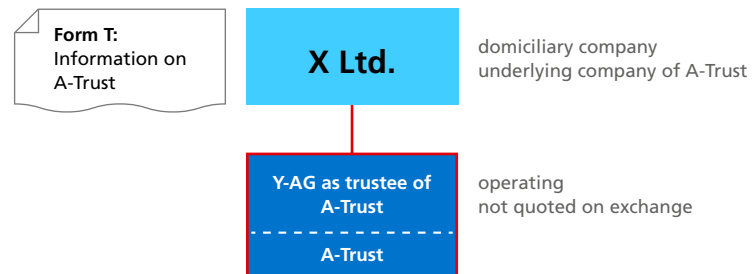 Form T:
Information on
A-Trust
X Ltd.
domiciliary company
underlying company of A-Trust
Y-AG as trustee of
A-Trust
A-Trust
operating
not quoted on exchange